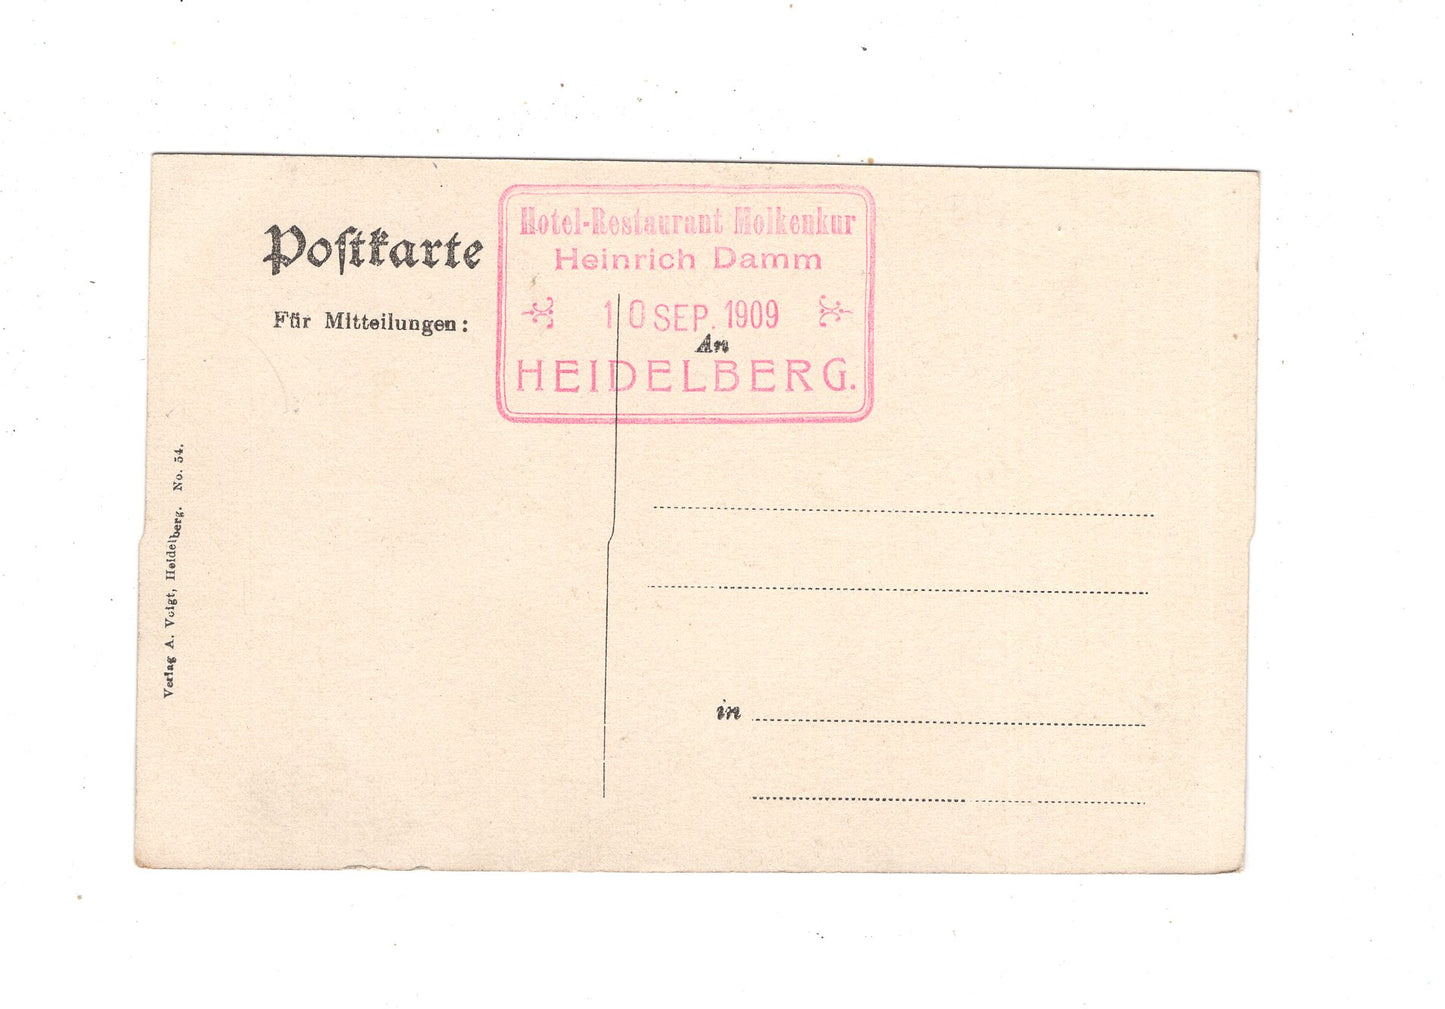 Poſtkarte
Für Mitteilungen:
Hotel-Restaurant Molkenkur
Heinrich Damm
10 SEP. 1909
HEIDELBERG.
An
in
Verlag A. Voigt, Heidelberg. No. 54.